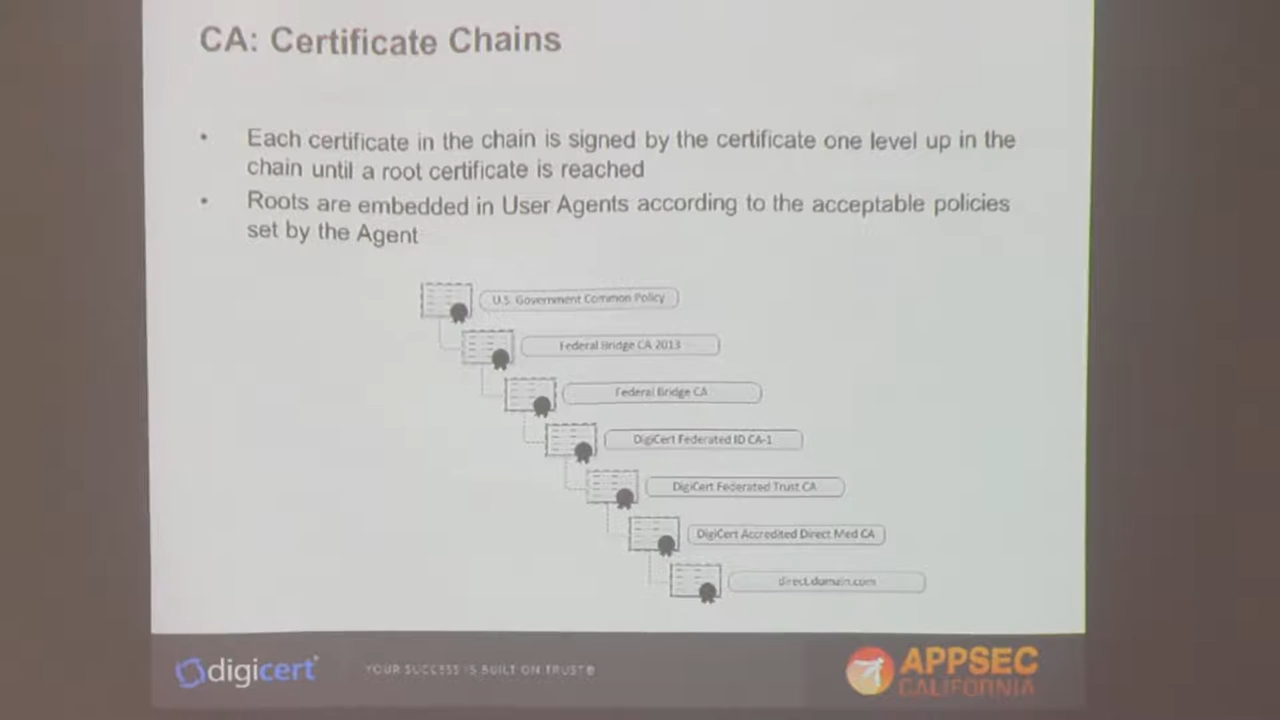 CA: Certificate Chains
• Each certificate in the chain is signed by the certificate one level up in the
chain until a root certificate is reached
• Roots are embedded in User Agents according to the acceptable policies
set by the Agent
U.S. Government Common Policy
Federal Bridge CA 2013
Federal Bridge CA
DigiCert Federated ID CA-1
DigiCert Federated Trust CA
DigiCert Accredited Direct Med CA
direct.domain.com
digicert®
YOUR SUCCESS IS BUILT ON TRUST®
APPSEC
CALIFORNIA